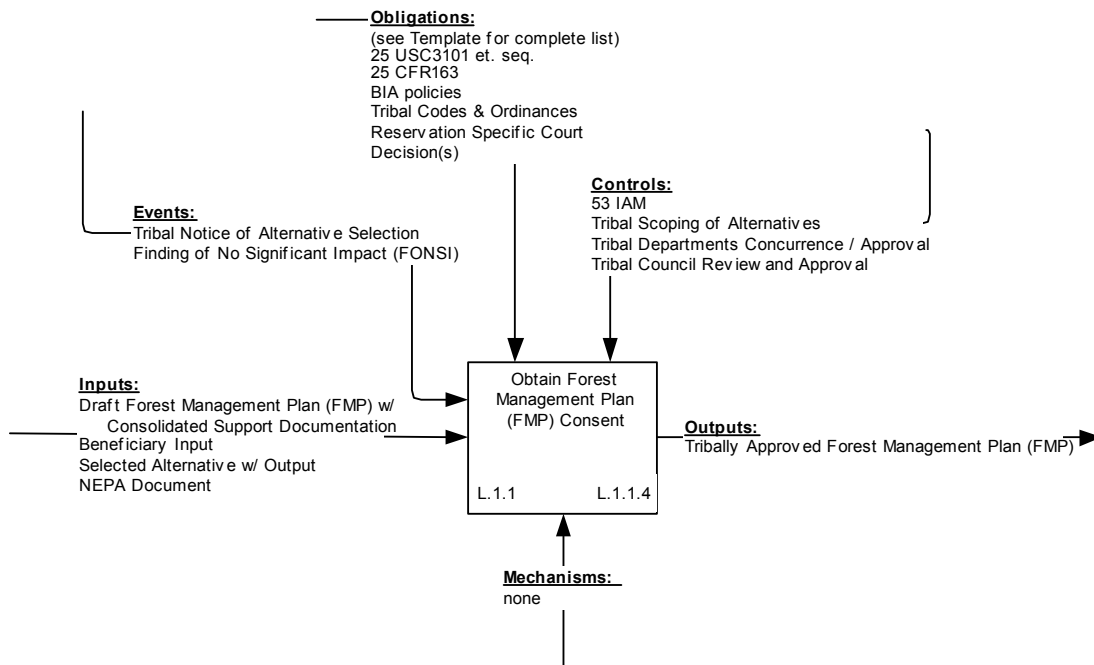 Obligations:
(see Template for complete list)
25 USC3101 et. seq.
25 CFR163
BIA policies
Tribal Codes & Ordinances
Reservation Specific Court
Decision(s)
Controls:
53 IAM
Tribal Scoping of Alternatives
Tribal Departments Concurrence / Approval
Tribal Council Review and Approval
Events:
Tribal Notice of Alternative Selection
Finding of No Significant Impact (FONSI)
Inputs:
Draft Forest Management Plan (FMP) w/
Consolidated Support Documentation
Beneficiary Input
Selected Alternative w/ Output
NEPA Document
Obtain Forest
Management Plan
(FMP) Consent
L.1.1
L.1.1.4
Outputs:
Tribally Approved Forest Management Plan (FMP)
Mechanisms:
none